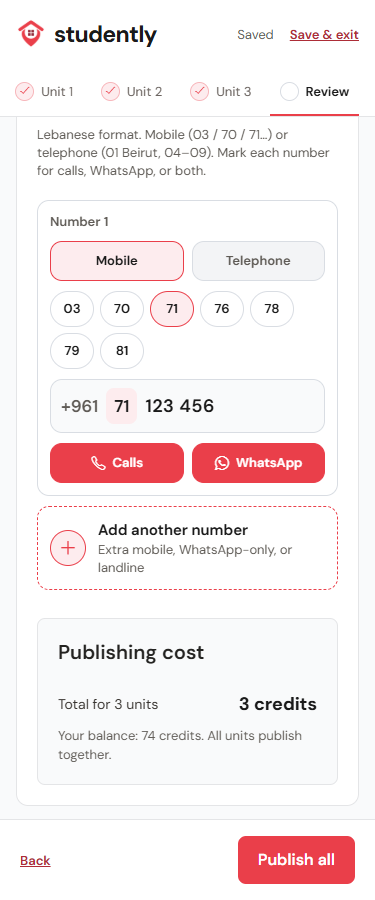 studently
Saved
Save & exit
Unit 1
Unit 2
Unit 3
Review
Lebanese format. Mobile (03 / 70 / 71…) or
telephone (01 Beirut, 04–09). Mark each number
for calls, WhatsApp, or both.
Number 1
Mobile
Telephone
03
70
71
76
78
79
81
+961 71 123 456
Calls
WhatsApp
Add another number
Extra mobile, WhatsApp-only, or
landline
Publishing cost
Total for 3 units
3 credits
Your balance: 74 credits. All units publish
together.
Back
Publish all